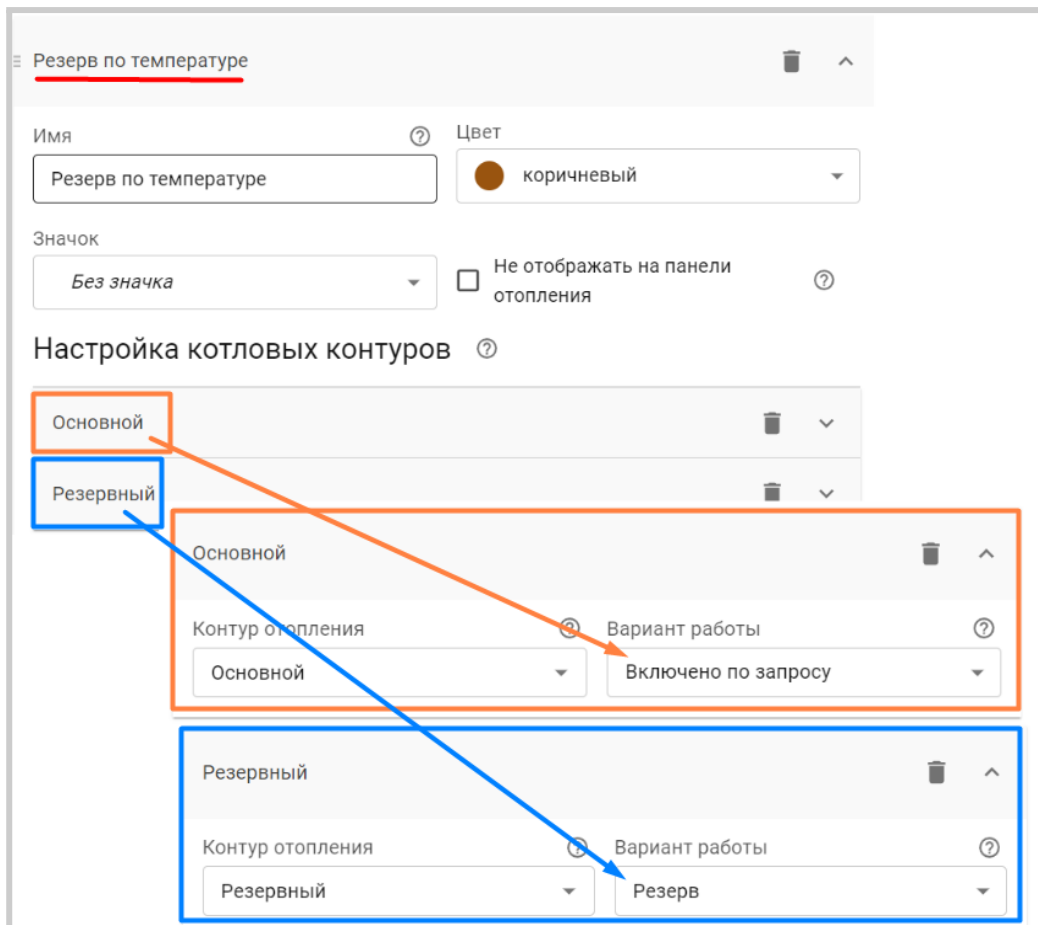 Резерв по температуре
Имя
Цвет
Резерв по температуре
коричневый
Значок
Без значка
Не отображать на панели
отопления
Настройка котловых контуров
Основной
Резервный
Основной
Контур отопления
Вариант работы
Основной
Включено по запросу
Резервный
Контур отопления
Вариант работы
Резервный
Резерв